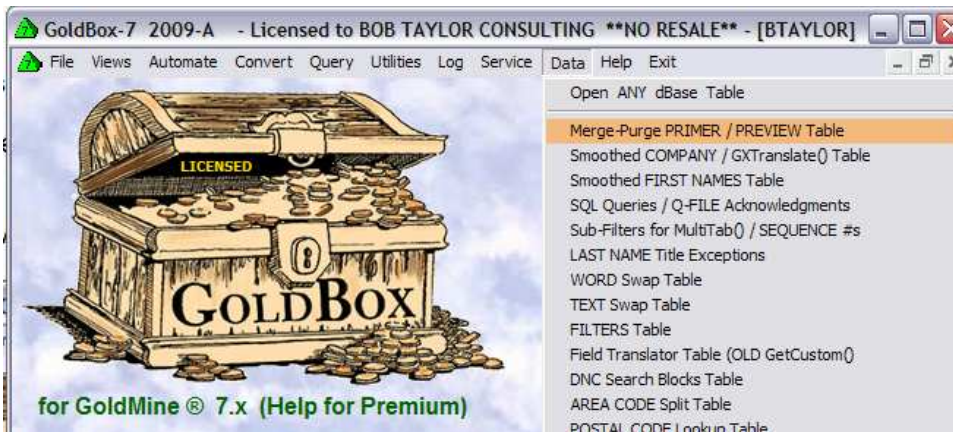 GoldBox-7 2009-A - Licensed to BOB TAYLOR CONSULTING **NO RESALE** - [BTAYLOR]
File Views Automate Convert Query Utilities Log Service Data Help Exit
Open ANY dBase Table
Merge-Purge PRIMER / PREVIEW Table
Smoothed COMPANY / GXTranslate() Table
Smoothed FIRST NAMES Table
SQL Queries / Q-FILE Acknowledgments
Sub-Filters for MultiTab() / SEQUENCE #s
LAST NAME Title Exceptions
WORD Swap Table
TEXT Swap Table
FILTERS Table
Field Translator Table (OLD GetCustom()
DNC Search Blocks Table
AREA CODE Split Table
POSTAL CODE Lookup Table
LICENSED
GOLDBOX
for GoldMine ® 7.x (Help for Premium)